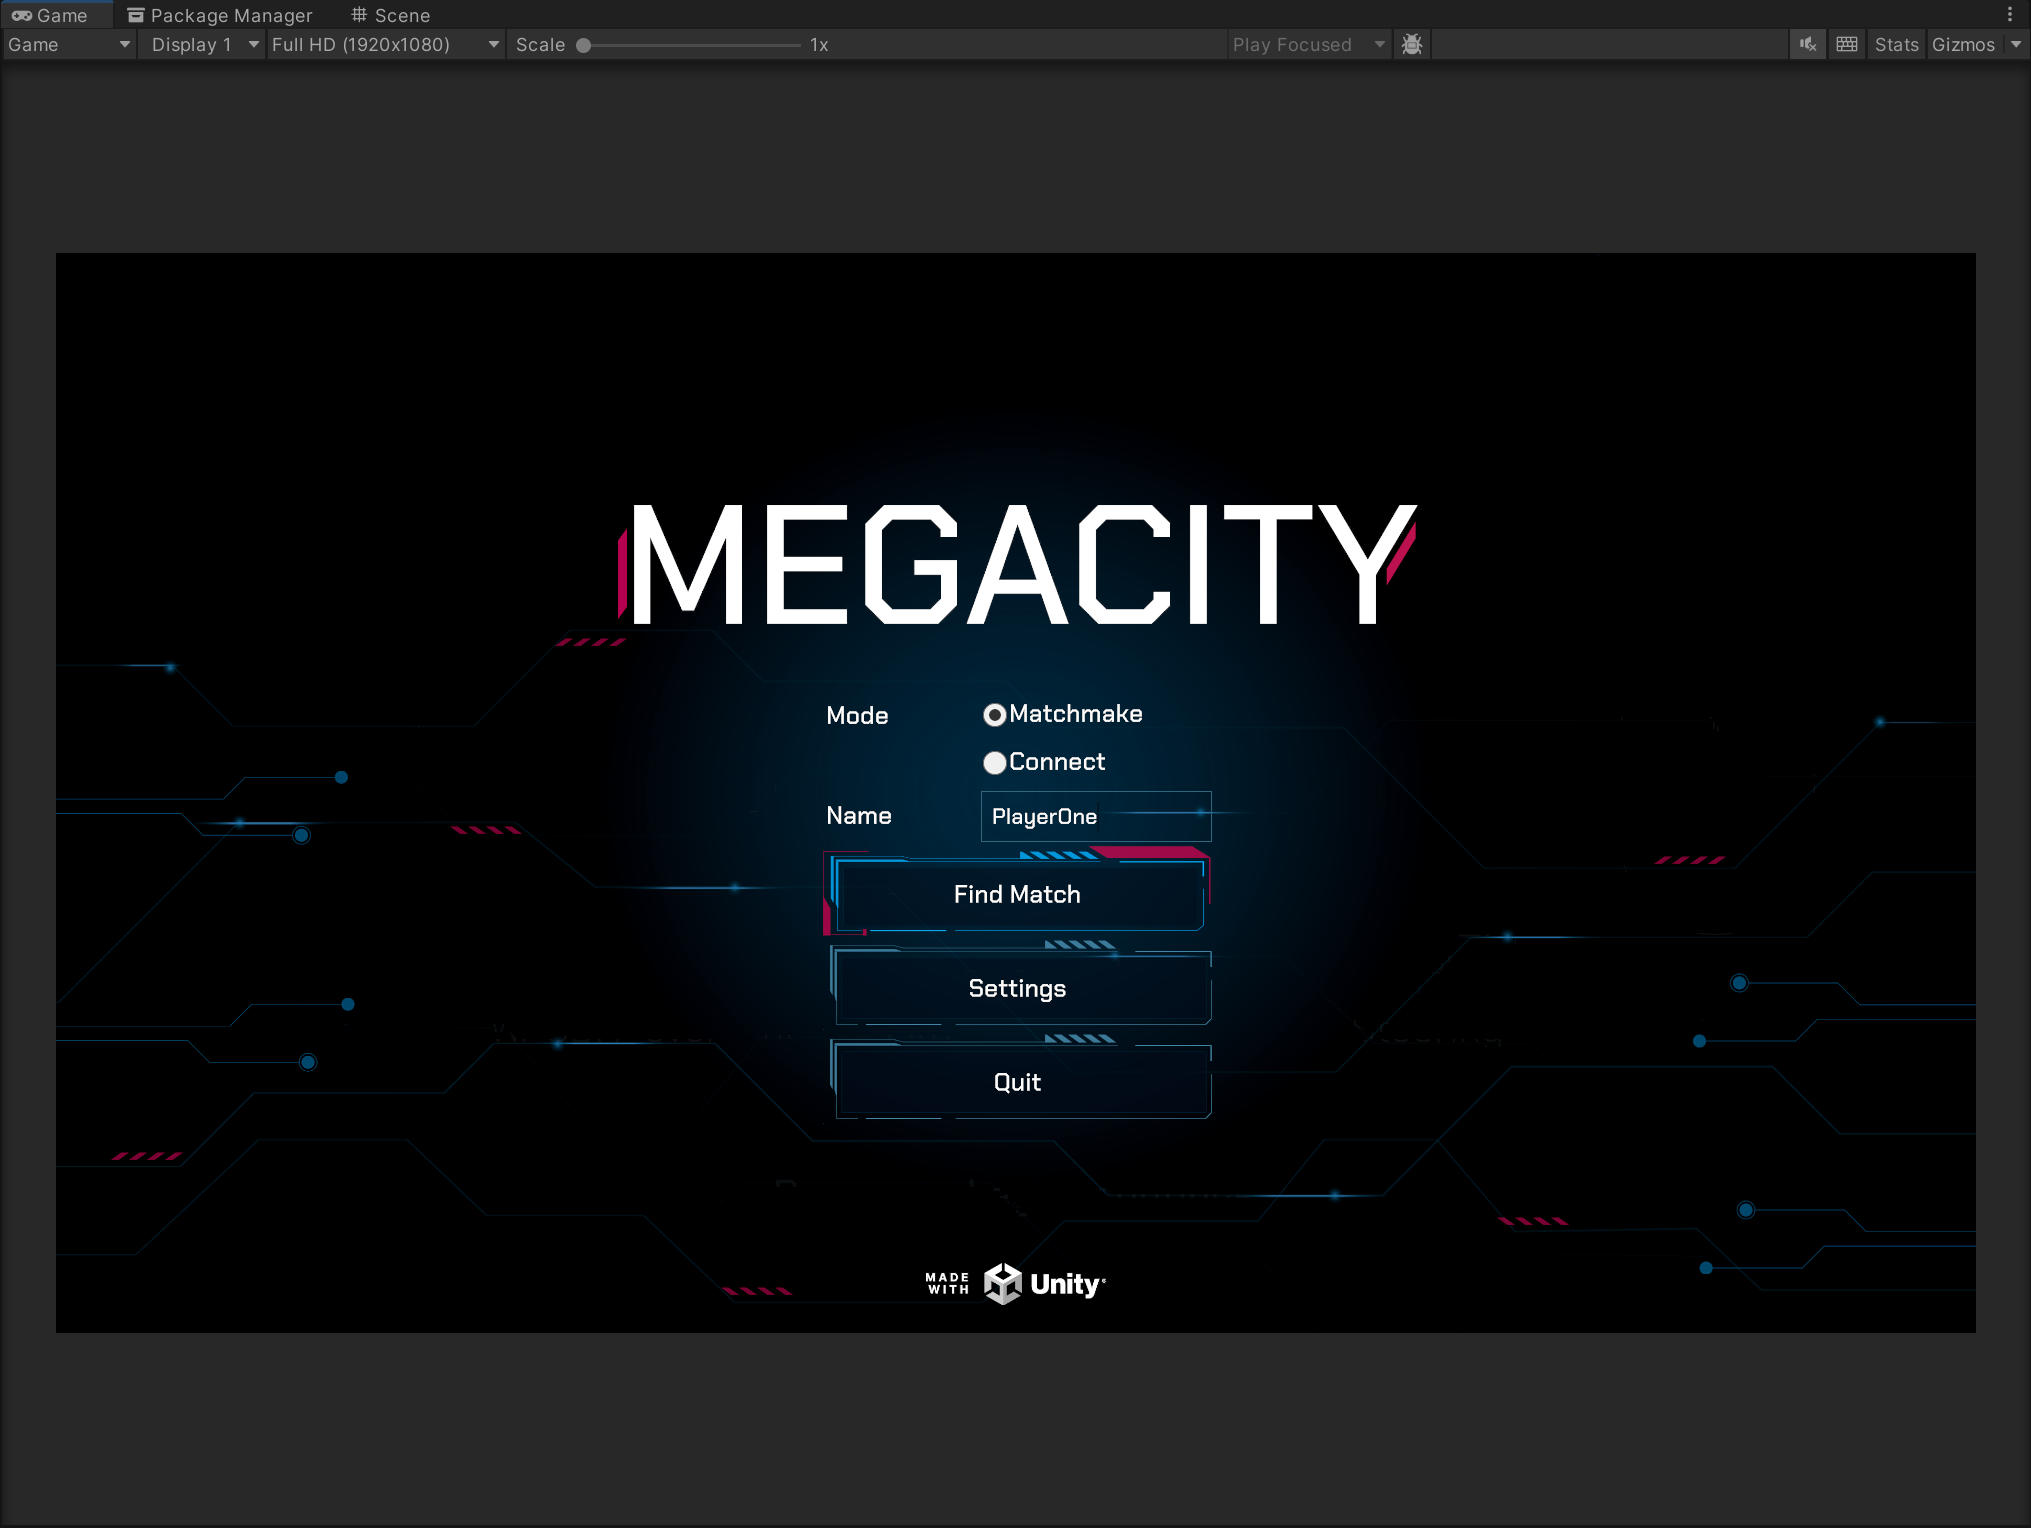 Game Package Manager Scene
Game Display 1 Full HD (1920x1080) Scale 1x Play Focused Stats Gizmos
MEGACITY
Mode Matchmake
Connect
Name PlayerOne
Find Match
Settings
Quit
MADE WITH Unity